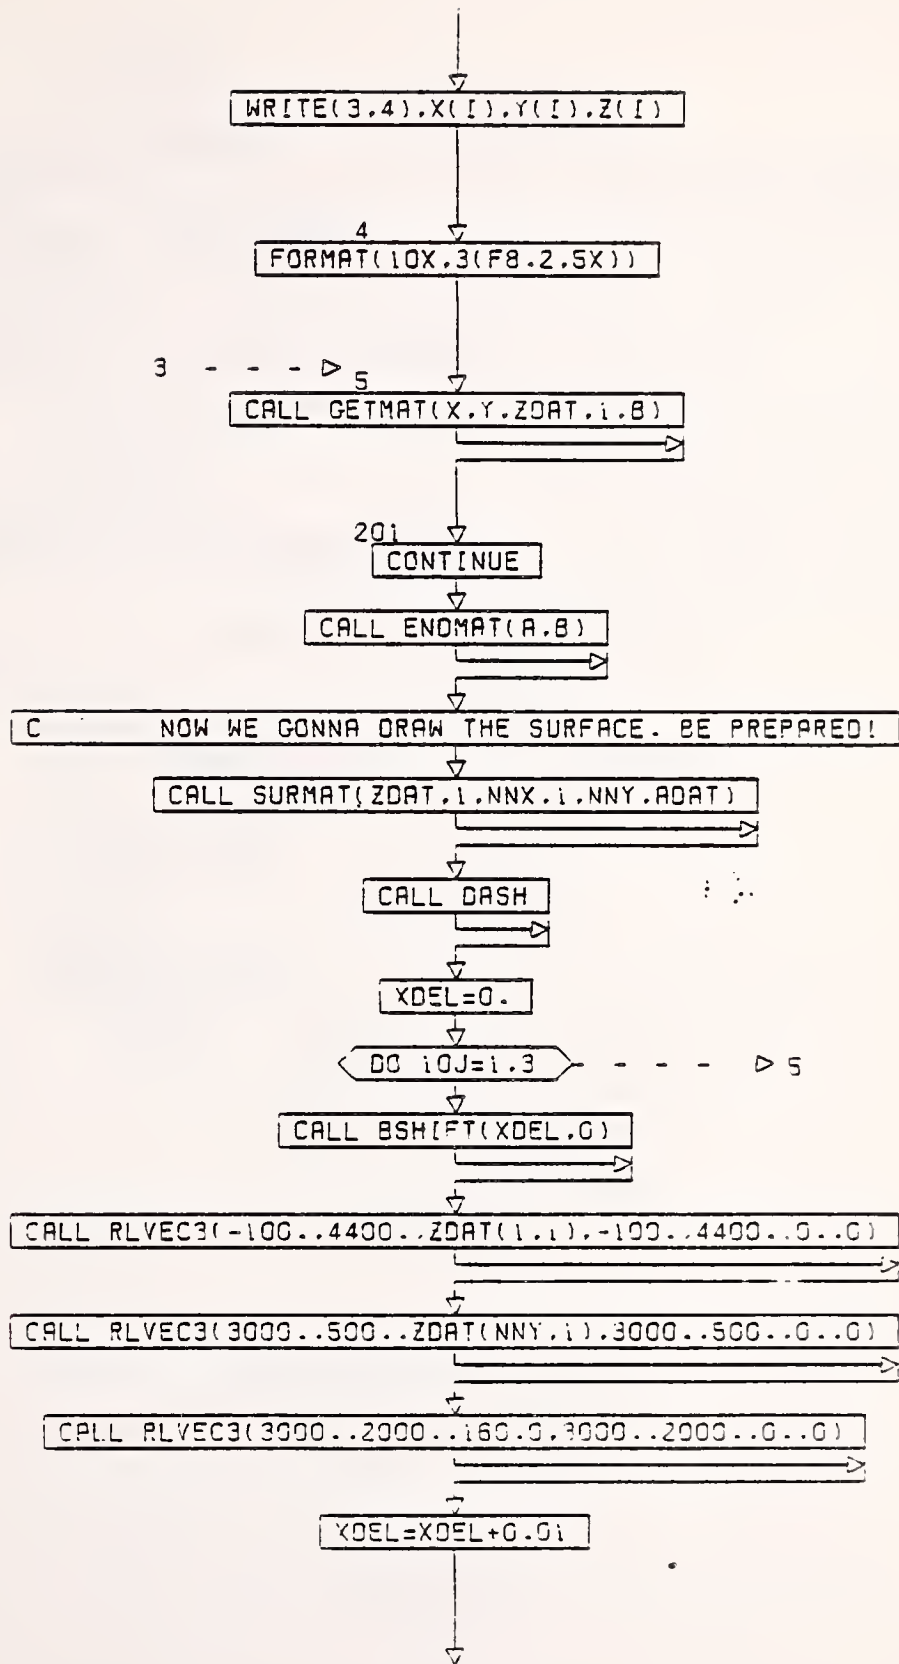 WRITE(3,4),X(I),Y(I),Z(I)
4
FORMAT(10X,3(F8.2,5X))
3
5
CALL GETMAT(X,Y,ZDAT,1,B)
201
CONTINUE
CALL ENDMAT(A,B)
C NOW WE GONNA DRAW THE SURFACE. BE PREPARED!
CALL SURMAT(ZDAT,1,NNX,1,NNY,ADAT)
CALL DASH
XDEL=0.
DO 10J=1,3
5
CALL BSHIFT(XDEL,0)
CALL RLVEC3(-100.,4400.,ZDAT(1,1),-100.,4400.,0.,0)
CALL RLVEC3(3000.,500.,ZDAT(NNY,1),3000.,500.,0.,0)
CALL RLVEC3(3000.,2000.,160.0,3000.,2000.,0.,0)
XDEL=XDEL+0.01